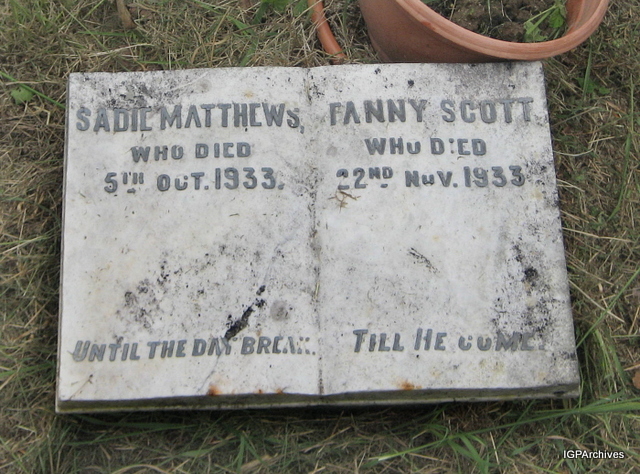 SADIE MATTHEWS,
WHO DIED
5TH OCT. 1933.
UNTIL THE DAY BREAK.
FANNY SCOTT
WHO DIED
22ND NOV. 1933
TILL HE COME.
IGPArchives